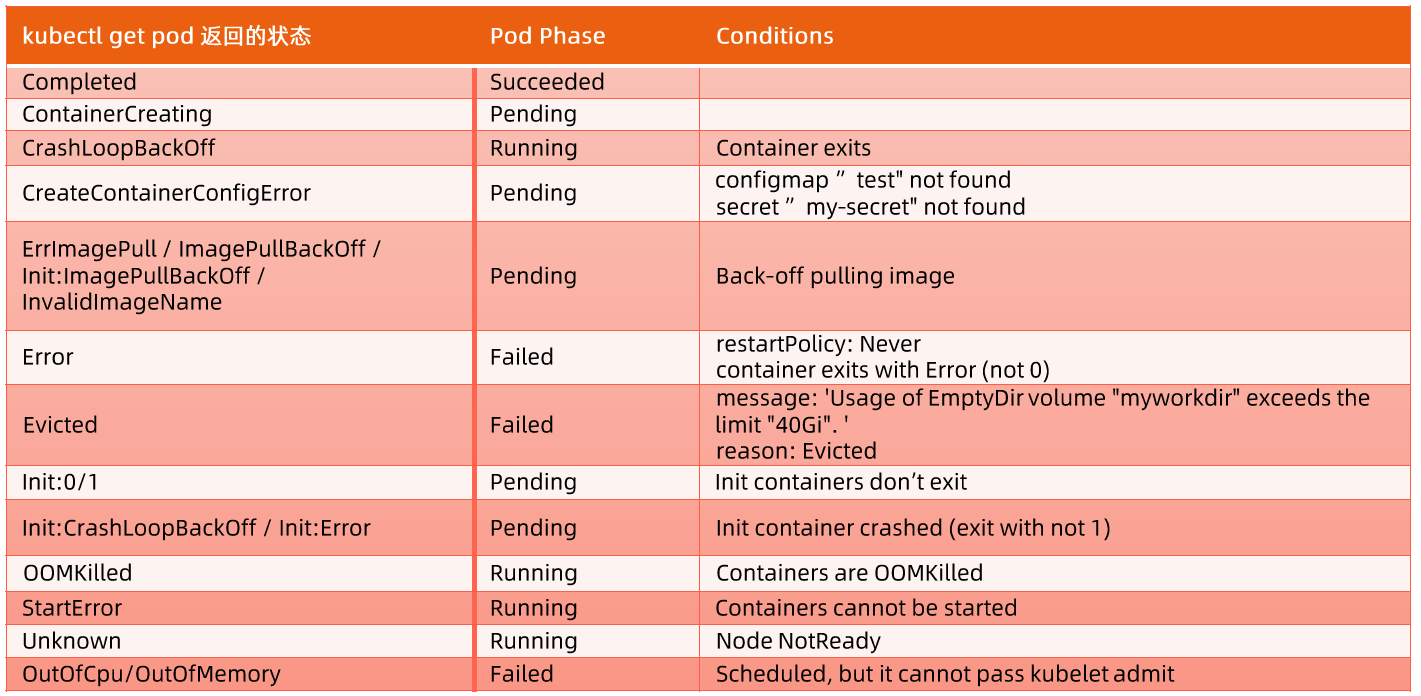 kubectl get pod 返回的状态 Pod Phase Conditions
Completed Succeeded
ContainerCreating Pending
CrashLoopBackOff Running Container exits
CreateContainerConfigError Pending configmap ” test" not found
secret ” my-secret" not found
ErrImagePull / ImagePullBackOff /
Init:ImagePullBackOff / Pending Back-off pulling image
InvalidImageName
Error Failed restartPolicy: Never
container exits with Error (not 0)
Evicted Failed message: 'Usage of EmptyDir volume "myworkdir" exceeds the
limit "40Gi". '
reason: Evicted
Init:0/1 Pending Init containers don’t exit
Init:CrashLoopBackOff / Init:Error Pending Init container crashed (exit with not 1)
OOMKilled Running Containers are OOMKilled
StartError Running Containers cannot be started
Unknown Running Node NotReady
OutOfCpu/OutOfMemory Failed Scheduled, but it cannot pass kubelet admit